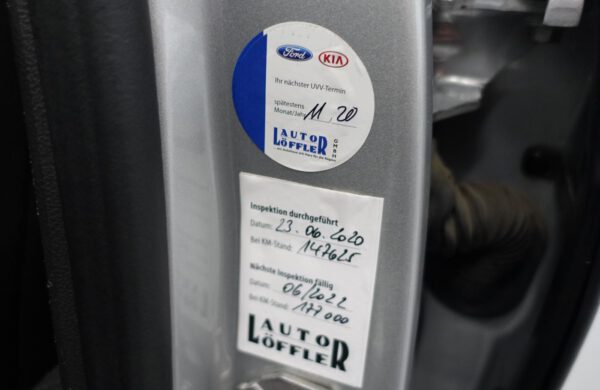 Ford KIA
Ihr nächster UVV-Termin
spätestens
Monat/Jahr 11.20
AUTO
LÖFFLER
GMBH
Inspektion durchgeführt
Datum: 23.06.2020
Bei KM-Stand: 147625
Nächste Inspektion fällig
Datum: 06/2022
Bei KM-Stand: 177000
AUTO
LÖFFLER